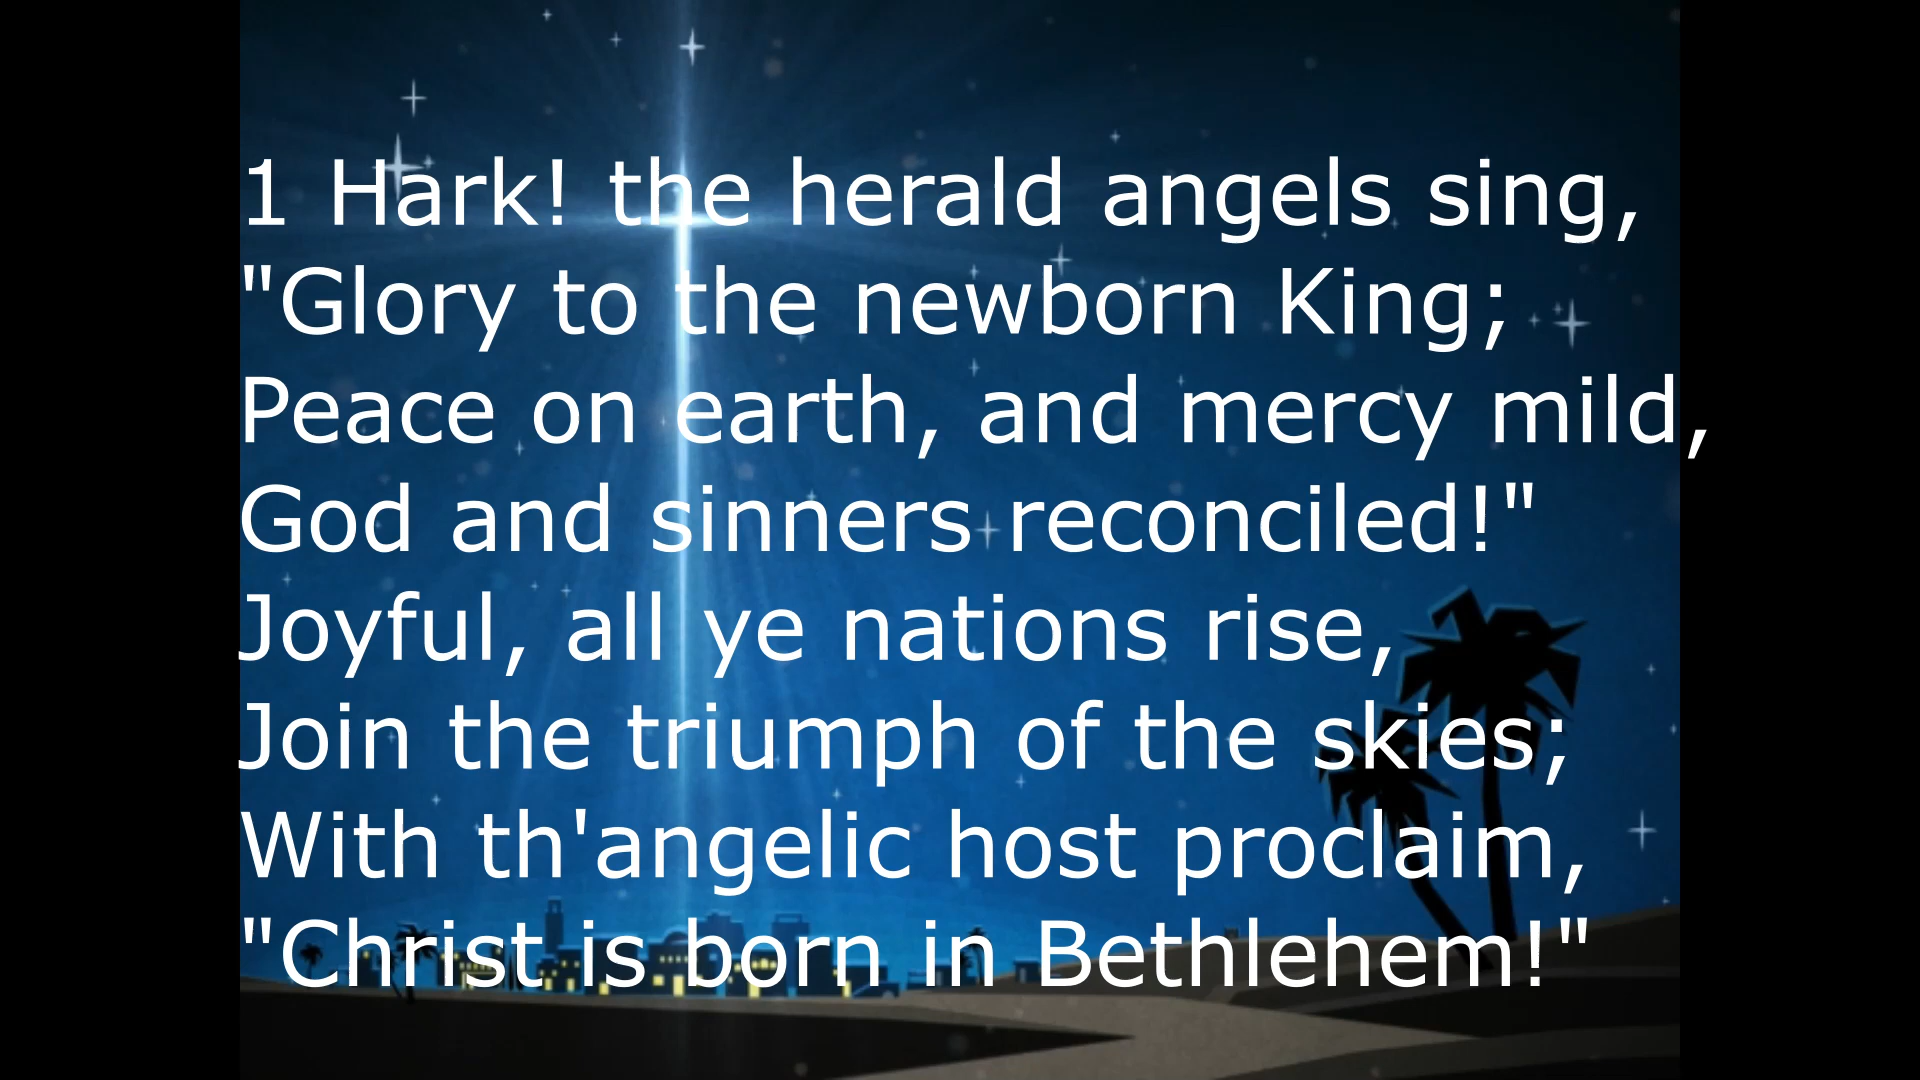 1 Hark! the herald angels sing,
"Glory to the newborn King;
Peace on earth, and mercy mild,
God and sinners reconciled!"
Joyful, all ye nations rise,
Join the triumph of the skies;
With th'angelic host proclaim,
"Christ is born in Bethlehem!"